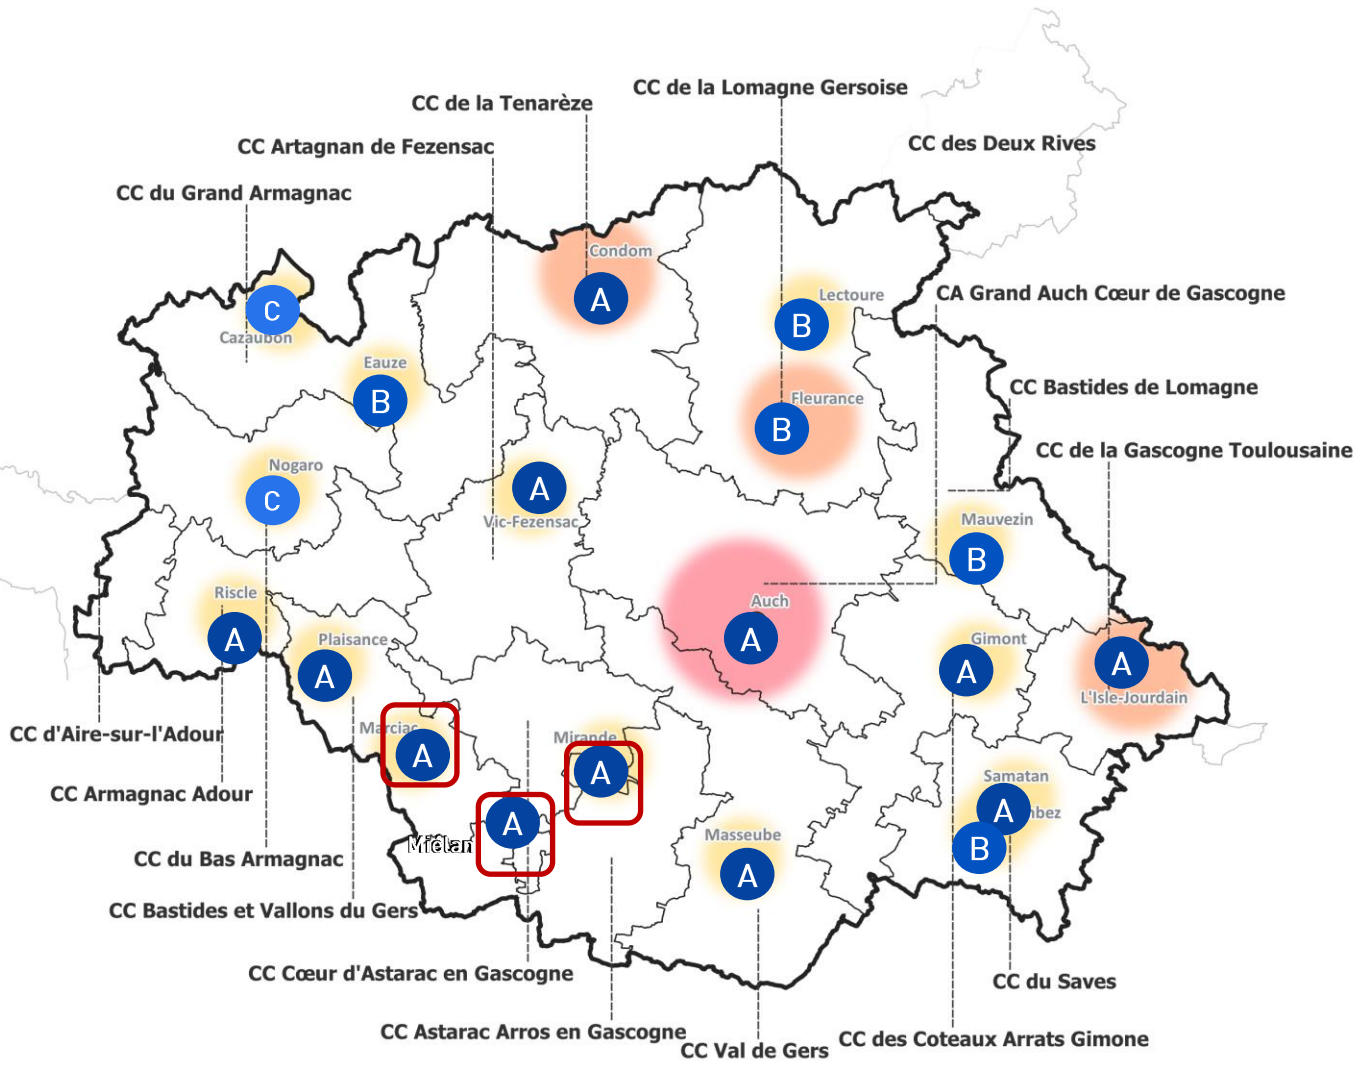 CC de la Lomagne Gersoise
CC de la Tenarèze
CC des Deux Rives
CC Artagnan de Fezensac
CC du Grand Armagnac
Condom
A
CA Grand Auch Cœur de Gascogne
Lectoure
B
C
Cazaubon
Eauze
B
CC Bastides de Lomagne
Fleurance
B
CC de la Gascogne Toulousaine
Nogaro
C
A
Vic-Fezensac
Mauvezin
B
Riscle
A
Auch
A
Plaisance
A
Gimont
A
A
L'Isle-Jourdain
CC d'Aire-sur-l'Adour
Marciac
A
Mirande
A
Samatan
A
B
CC Armagnac Adour
A
Masseube
A
CC du Bas Armagnac
CC Bastides et Vallons du Gers
CC Cœur d'Astarac en Gascogne
CC du Saves
CC Astarac Arros en Gascogne
CC Val de Gers
CC des Coteaux Arrats Gimone